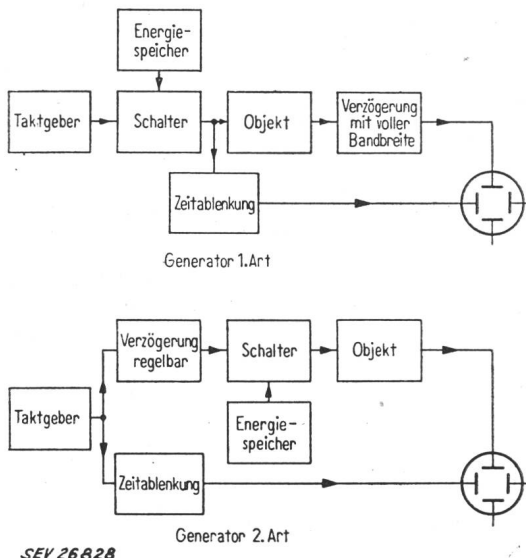 Energie-
speicher
Taktgeber
Schalter
Objekt
Verzögerung
mit voller
Bandbreite
Zeitablenkung
Generator 1. Art
Verzögerung
regelbar
Schalter
Objekt
Taktgeber
Energie-
speicher
Zeitablenkung
Generator 2. Art
SEV 26828